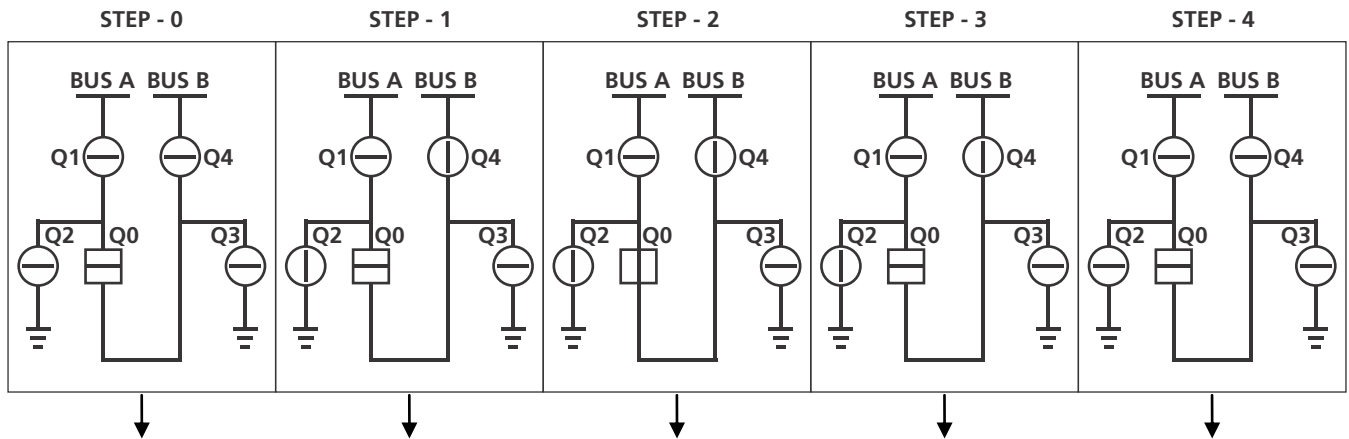 STEP - 0 STEP - 1 STEP - 2 STEP - 3 STEP - 4
BUS A BUS B BUS A BUS B BUS A BUS B BUS A BUS B BUS A BUS B
Q1 Q4 Q1 Q4 Q1 Q4 Q1 Q4 Q1 Q4
Q2 Q0 Q3 Q2 Q0 Q3 Q2 Q0 Q3 Q2 Q0 Q3 Q2 Q0 Q3